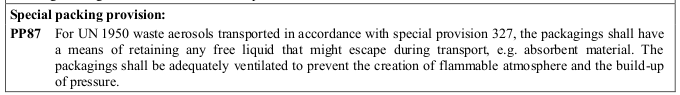 Special packing provision:
PP87 For UN 1950 waste aerosols transported in accordance with special provision 327, the packagings shall have
a means of retaining any free liquid that might escape during transport, e.g. absorbent material. The
packagings shall be adequately ventilated to prevent the creation of flammable atmosphere and the build-up
of pressure.